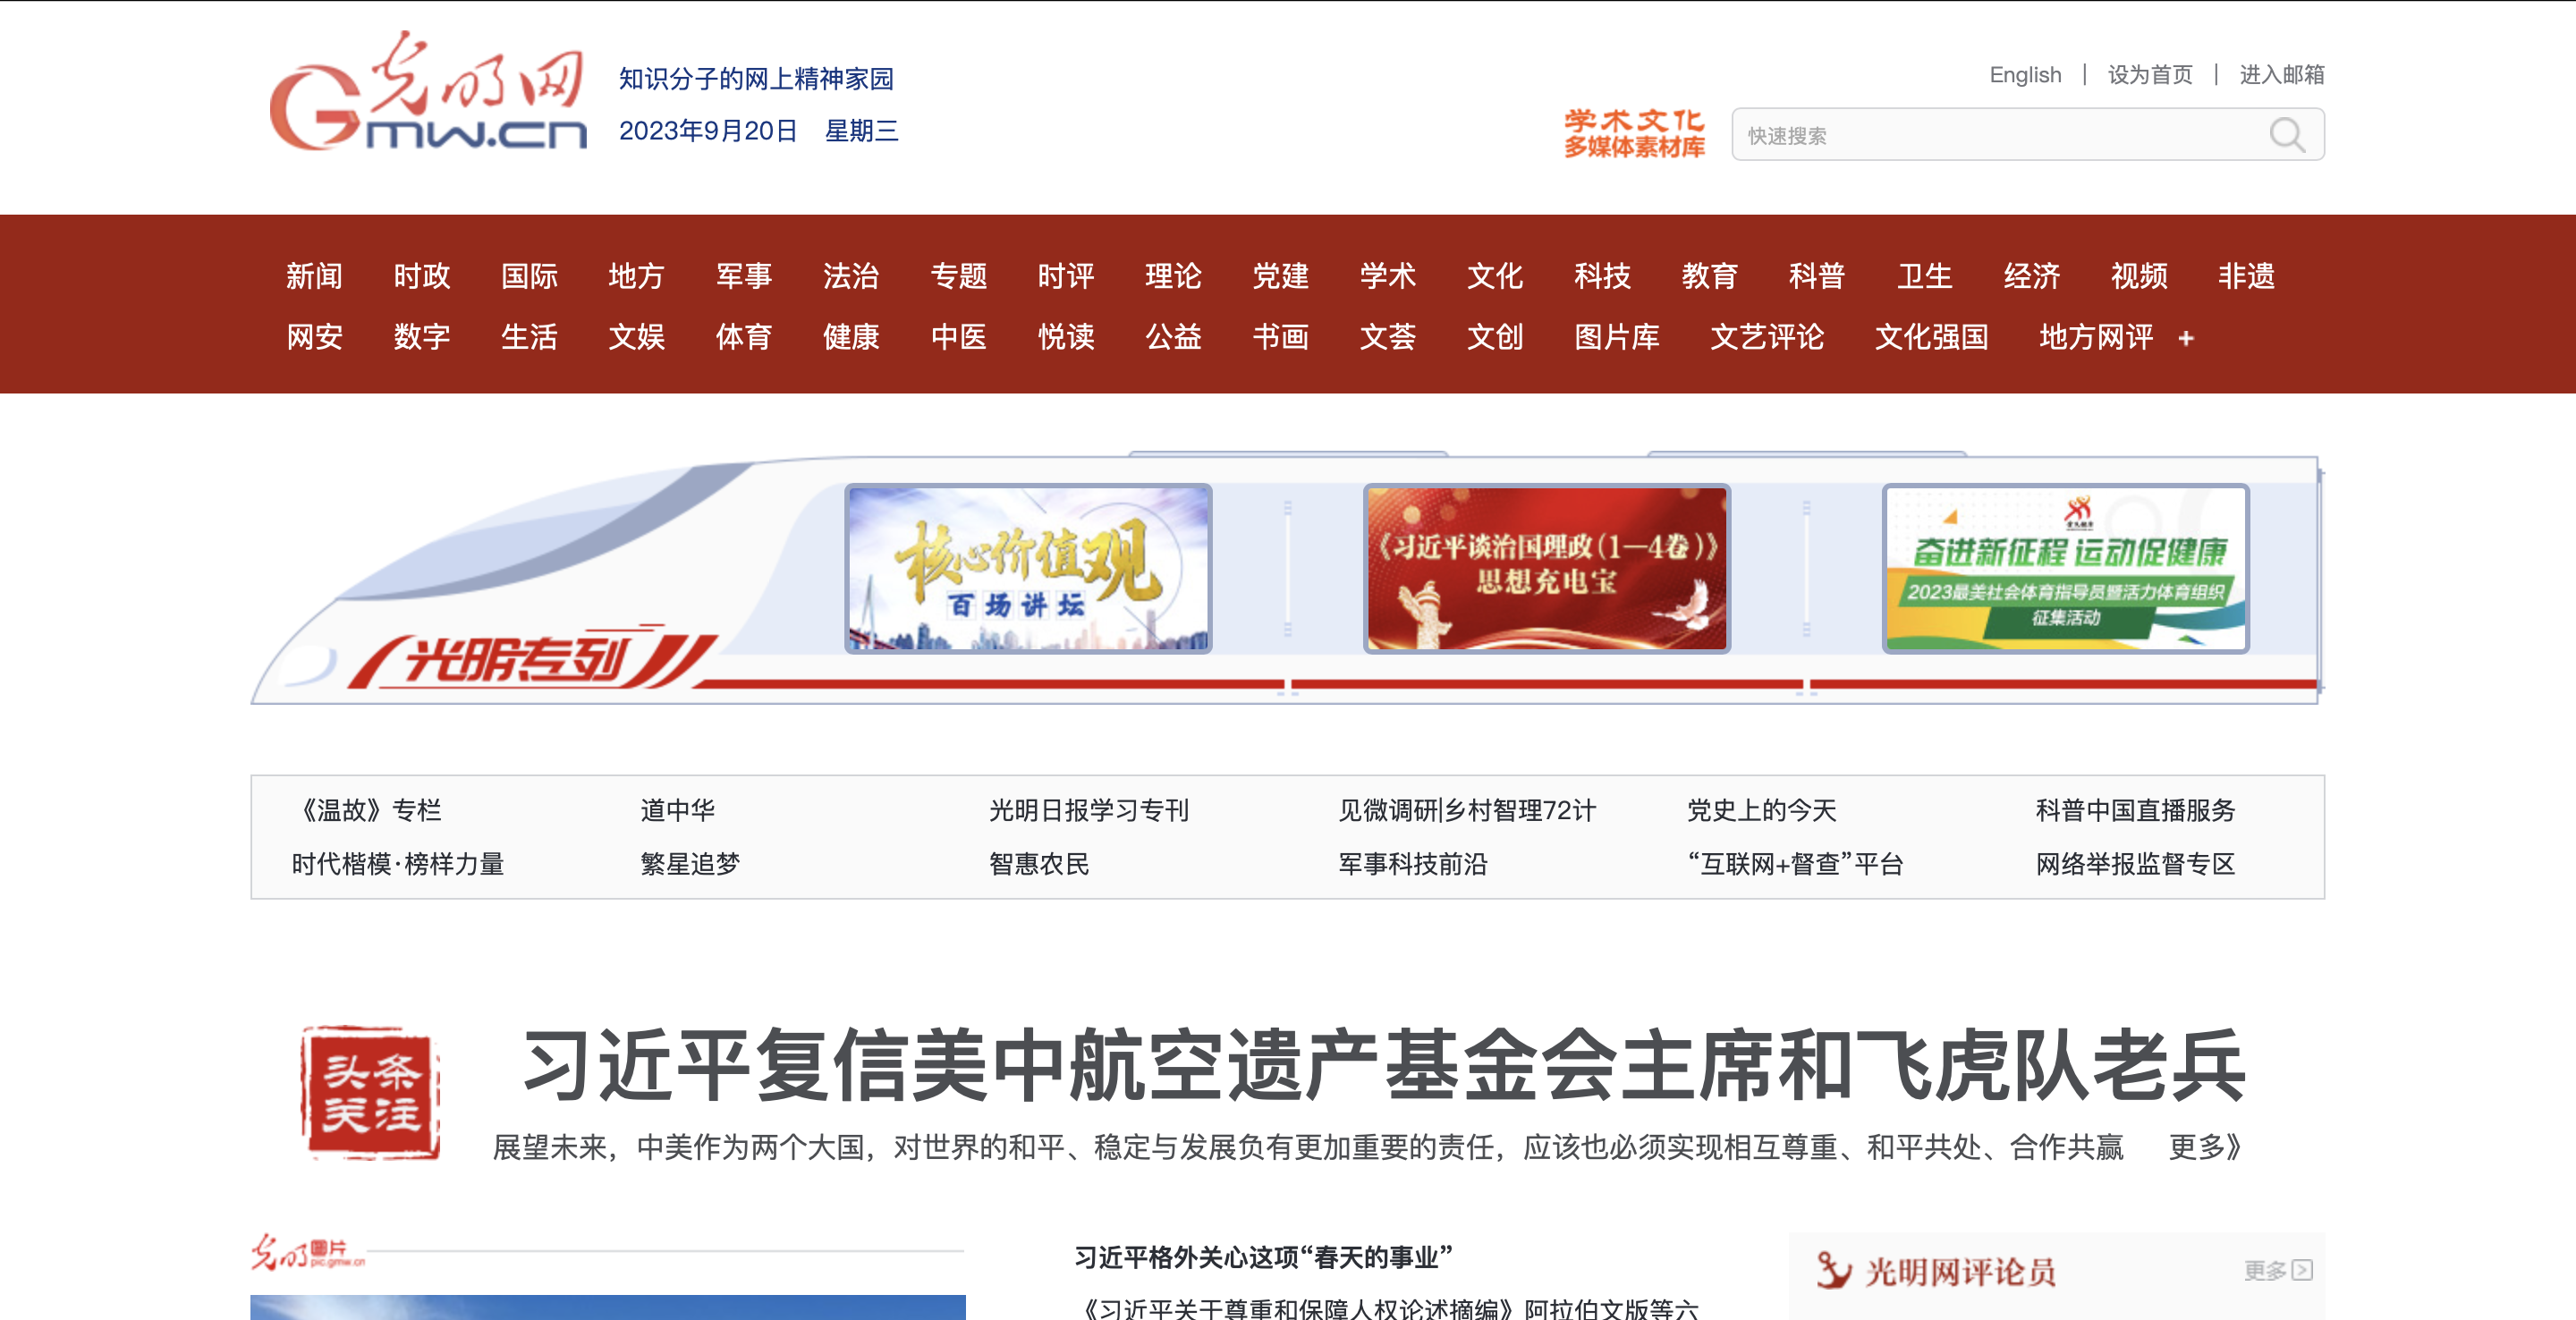 光明网
Gmw.cn
知识分子的网上精神家园
2023年9月20日 星期三
English | 设为首页 | 进入邮箱
学术文化
多媒体素材库
快速搜索
新闻 时政 国际 地方 军事 法治 专题 时评 理论 党建 学术 文化 科技 教育 科普 卫生 经济 视频 非遗
网安 数字 生活 文娱 体育 健康 中医 悦读 公益 书画 文荟 文创 图片库 文艺评论 文化强国 地方网评 +
光明专列
核心价值观
百场讲坛
《习近平谈治国理政（1—4卷）》
思想充电宝
奋进新征程 运动促健康
2023最美社会体育指导员暨活力体育组织
征集活动
《温故》专栏 道中华 光明日报学习专刊 见微调研|乡村智理72计 党史上的今天 科普中国直播服务
时代楷模·榜样力量 繁星追梦 智惠农民 军事科技前沿 “互联网+督查”平台 网络举报监督专区
头条
关注
习近平复信美中航空遗产基金会主席和飞虎队老兵
展望未来，中美作为两个大国，对世界的和平、稳定与发展负有更加重要的责任，应该也必须实现相互尊重、和平共处、合作共赢 更多》
光明圖片
pic.gmw.cn
习近平格外关心这项“春天的事业”
《习近平关于尊重和保障人权论述摘编》阿拉伯文版等六
光明网评论员
更多